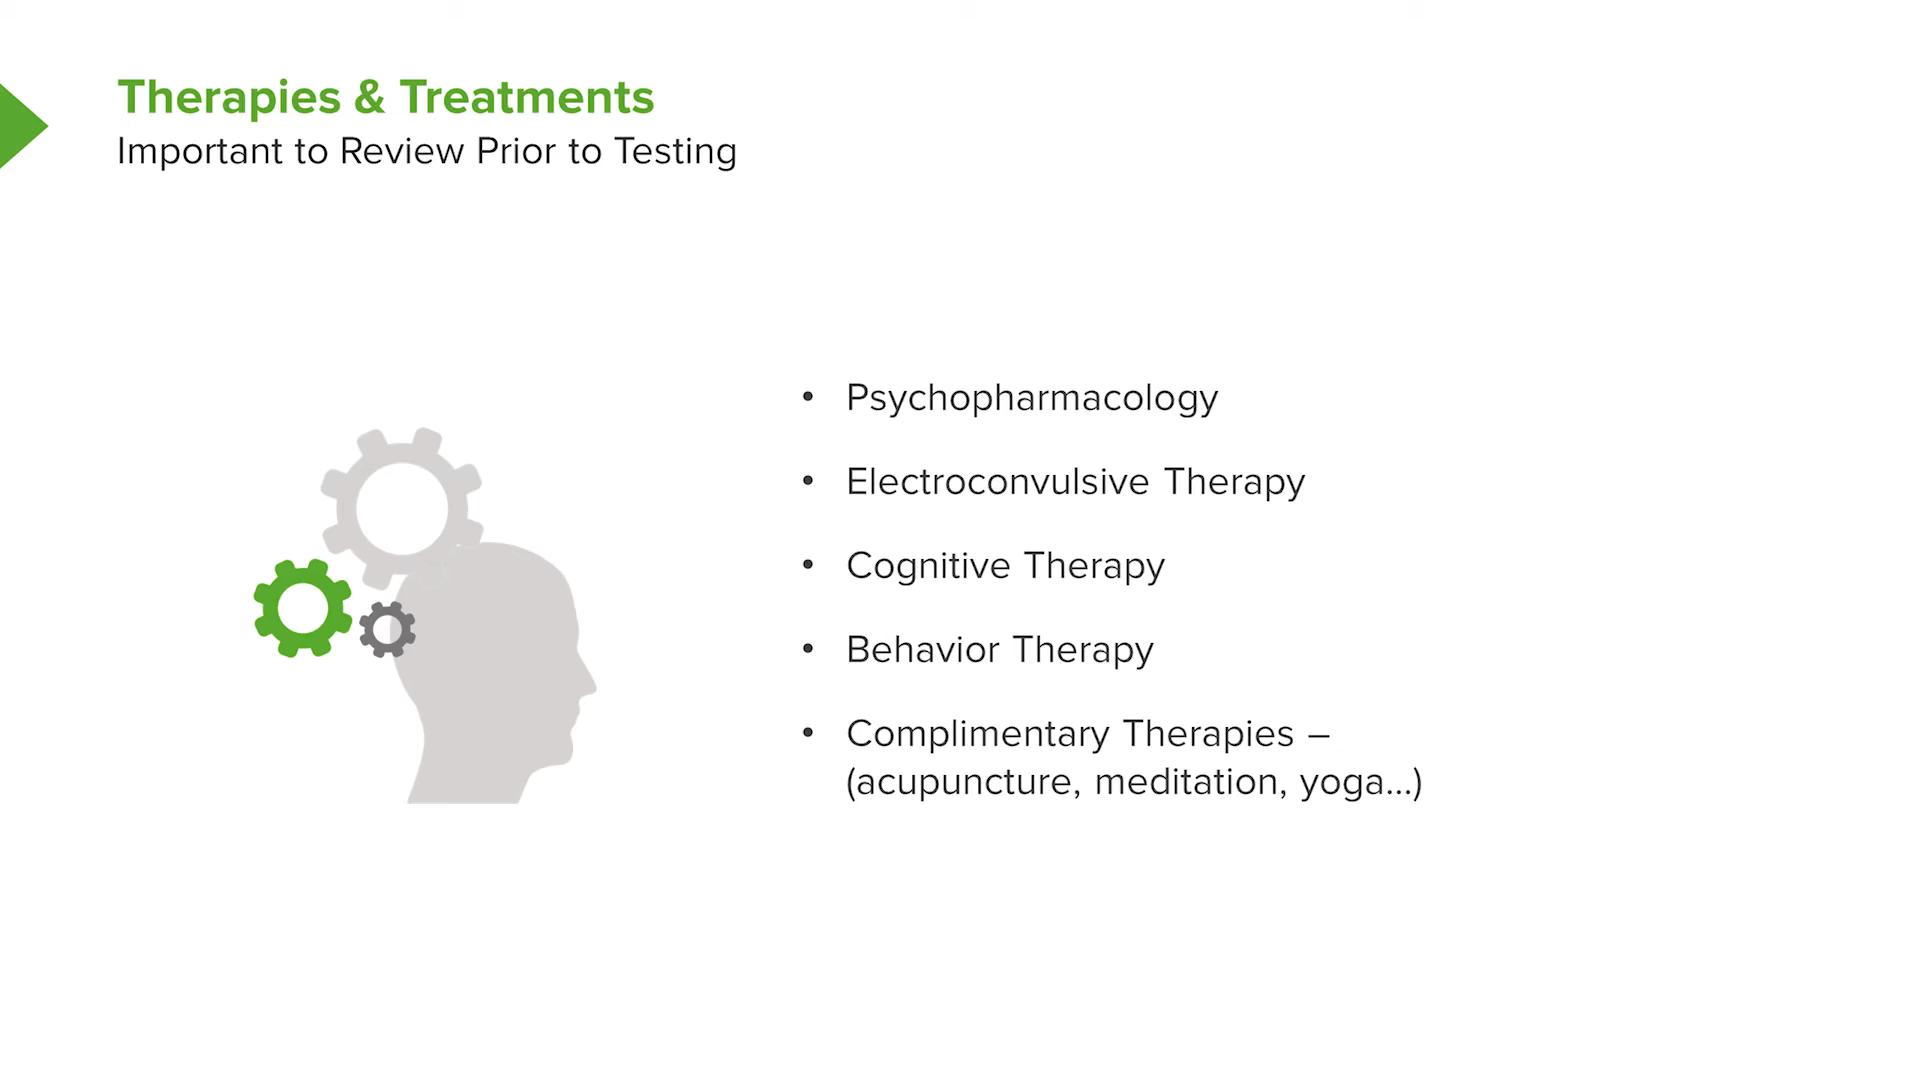 Therapies & Treatments
Important to Review Prior to Testing
• Psychopharmacology
• Electroconvulsive Therapy
• Cognitive Therapy
• Behavior Therapy
• Complimentary Therapies –
(acupuncture, meditation, yoga...)